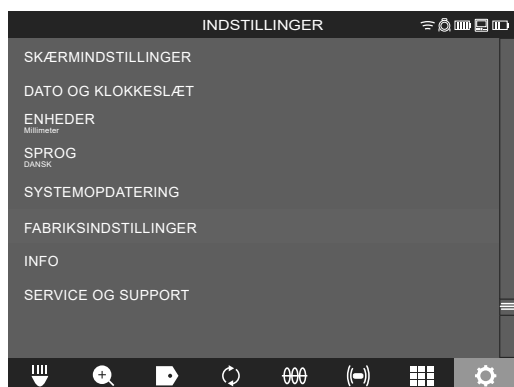 INDSTILLINGER
SKÆRMINDSTILLINGER
DATO OG KLOKKESLÆT
ENHEDER
Millimeter
SPROG
DANSK
SYSTEMOPDATERING
FABRIKSINDSTILLINGER
INFO
SERVICE OG SUPPORT